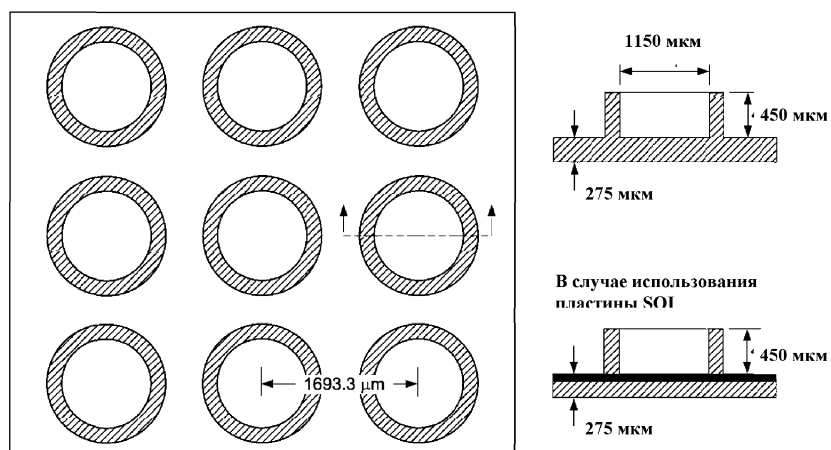 1693.3 μm
1150 мкм
450 мкм
275 мкм
В случае использования
пластины SOI
450 мкм
275 мкм